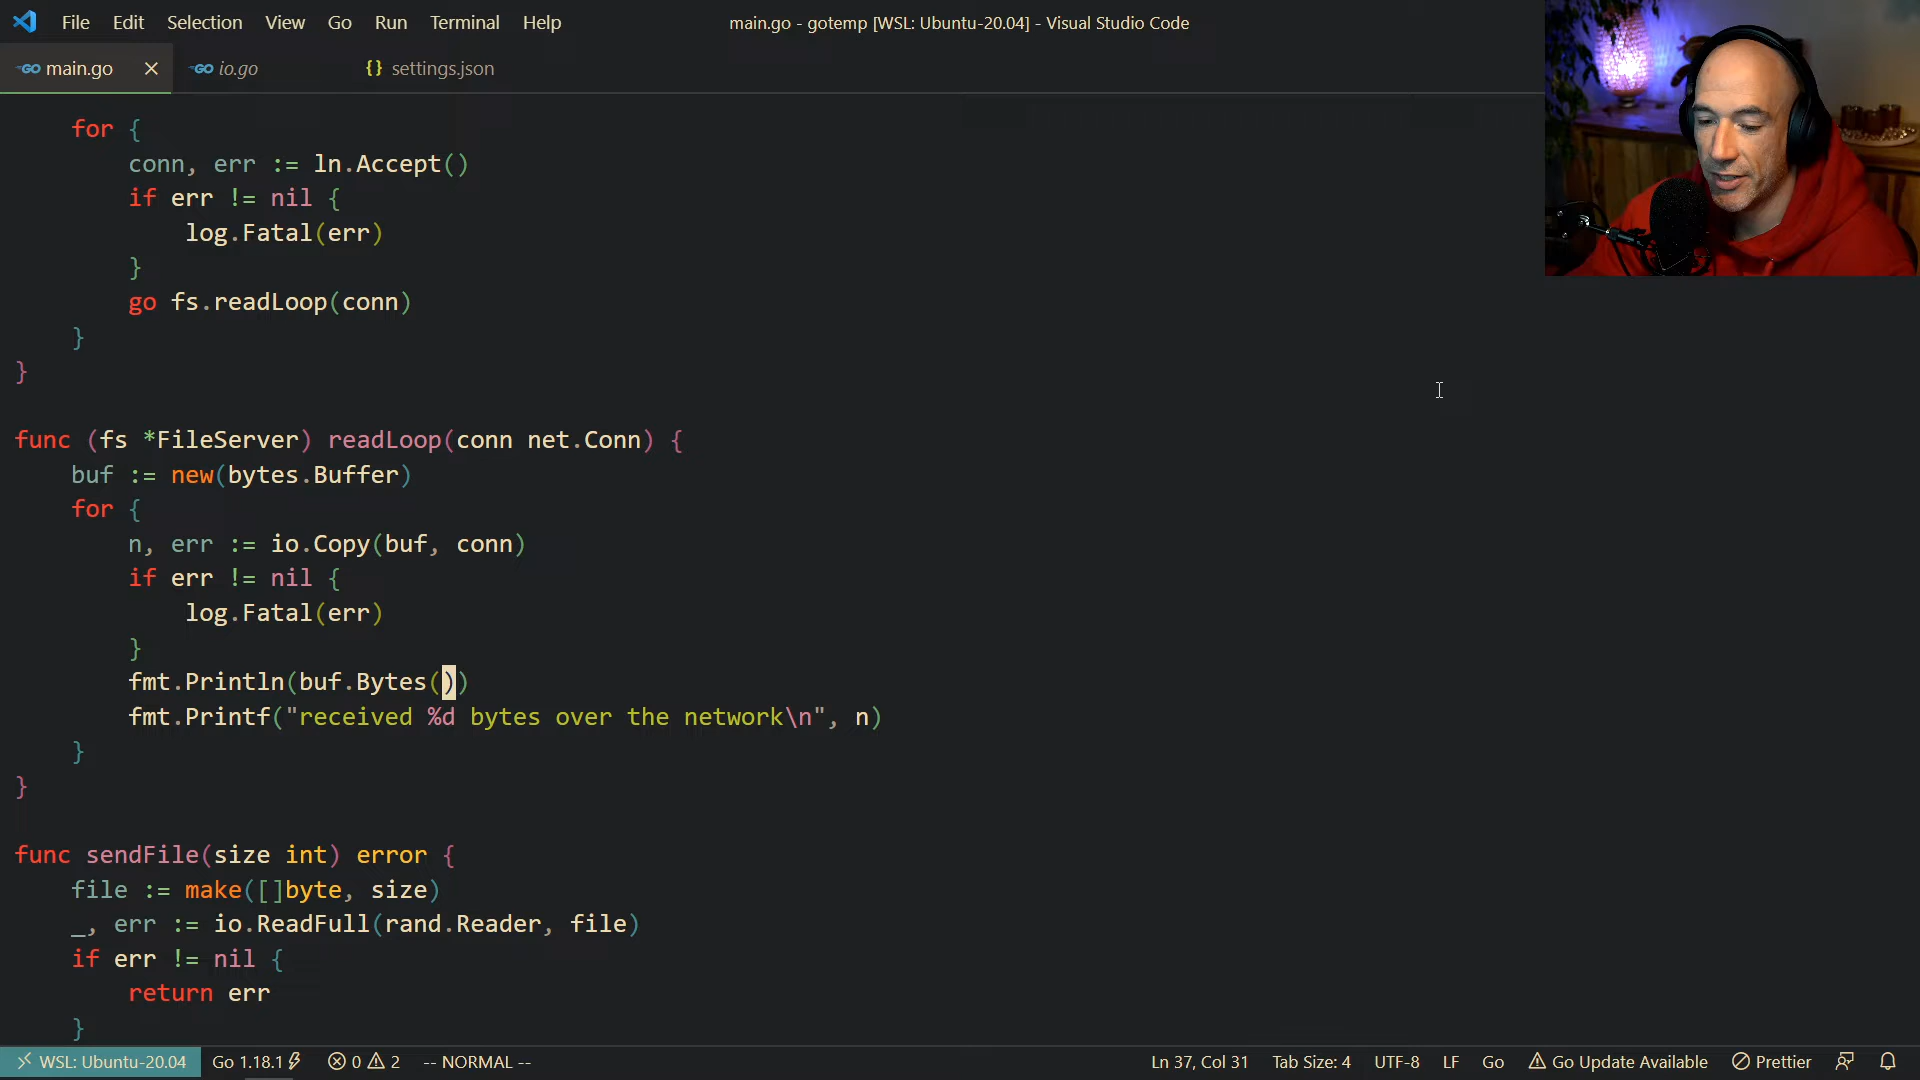 File Edit Selection View Go Run Terminal Help main.go - gotemp [WSL: Ubuntu-20.04] - Visual Studio Code
GO main.go × GO io.go {} settings.json
for {
conn, err := ln.Accept()
if err != nil {
log.Fatal(err)
}
go fs.readLoop(conn)
}
}
func (fs *FileServer) readLoop(conn net.Conn) {
buf := new(bytes.Buffer)
for {
n, err := io.Copy(buf, conn)
if err != nil {
log.Fatal(err)
}
fmt.Println(buf.Bytes())
fmt.Printf("received %d bytes over the network\n", n)
}
}
func sendFile(size int) error {
file := make([]byte, size)
_, err := io.ReadFull(rand.Reader, file)
if err != nil {
return err
}
WSL: Ubuntu-20.04 Go 1.18.1 0 2 -- NORMAL -- Ln 37, Col 31 Tab Size: 4 UTF-8 LF Go Go Update Available Prettier